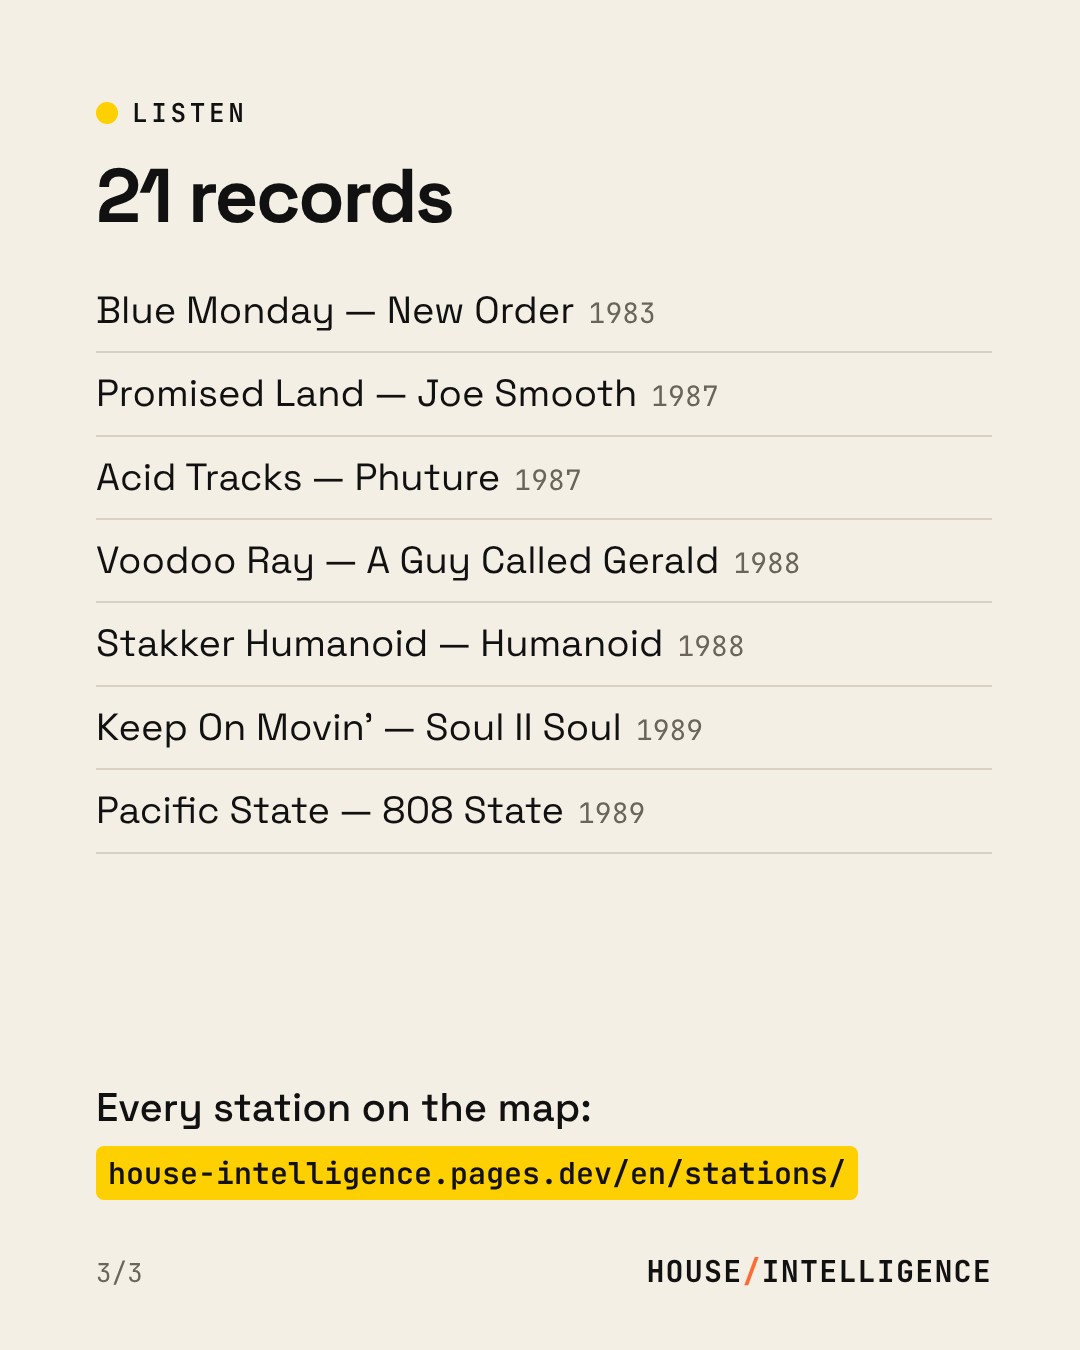 LISTEN
21 records
Blue Monday — New Order 1983
Promised Land — Joe Smooth 1987
Acid Tracks — Phuture 1987
Voodoo Ray — A Guy Called Gerald 1988
Stakker Humanoid — Humanoid 1988
Keep On Movin’ — Soul II Soul 1989
Pacific State — 808 State 1989
Every station on the map:
house-intelligence.pages.dev/en/stations/
3/3
HOUSE/INTELLIGENCE